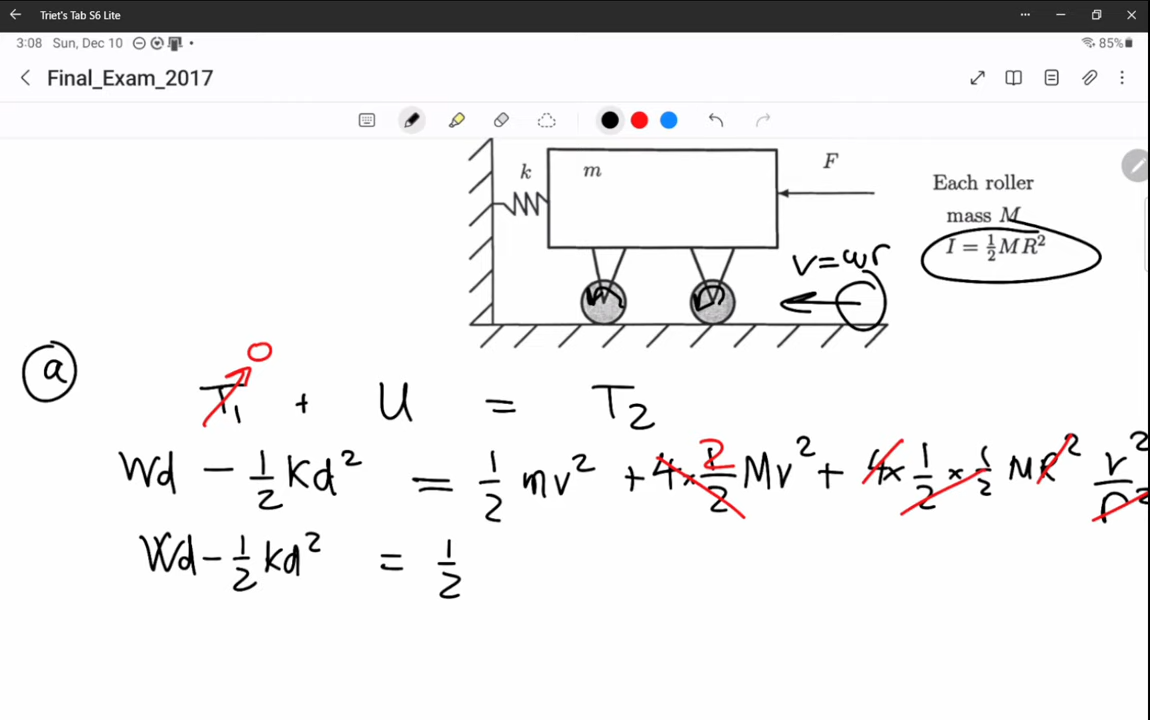 Triet's Tab S6 Lite
3:08 Sun, Dec 10 85%
Final_Exam_2017
k m F
Each roller
mass M
I = ½MR²
v=ωr
a
T₁ + U = T₂
0
Wd − ½Kd² = ½mv² + 4×½Mv² + 4×½×½MR² v²/R²
2
Wd − ½kd² = ½